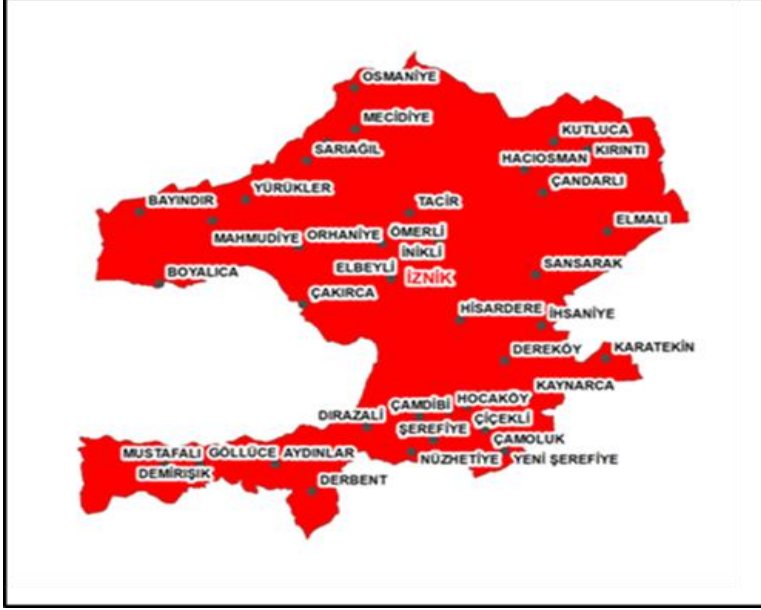 OSMANİYE
MECİDİYE
KUTLUCA
SARIAĞIL
KIRINTI
HACIOSMAN
ÇANDARLI
YÜRÜKLER
BAYINDIR
TACİR
ELMALI
MAHMUDİYE
ORHANİYE
ÖMERLİ
İNİKLİ
SANSARAK
BOYALICA
ELBEYLİ
İZNİK
ÇAKIRCA
HİSARDERE
İHSANİYE
DEREKÖY
KARATEKİN
KAYNARCA
ÇAMDİBİ
HOCAKÖY
DIRAZALİ
ÇİÇEKLİ
ŞEREFİYE
ÇAMOLUK
MUSTAFALI
GÖLLÜCE
AYDINLAR
NÜZHETİYE
YENİ ŞEREFİYE
DEMİRIŞIK
DERBENT